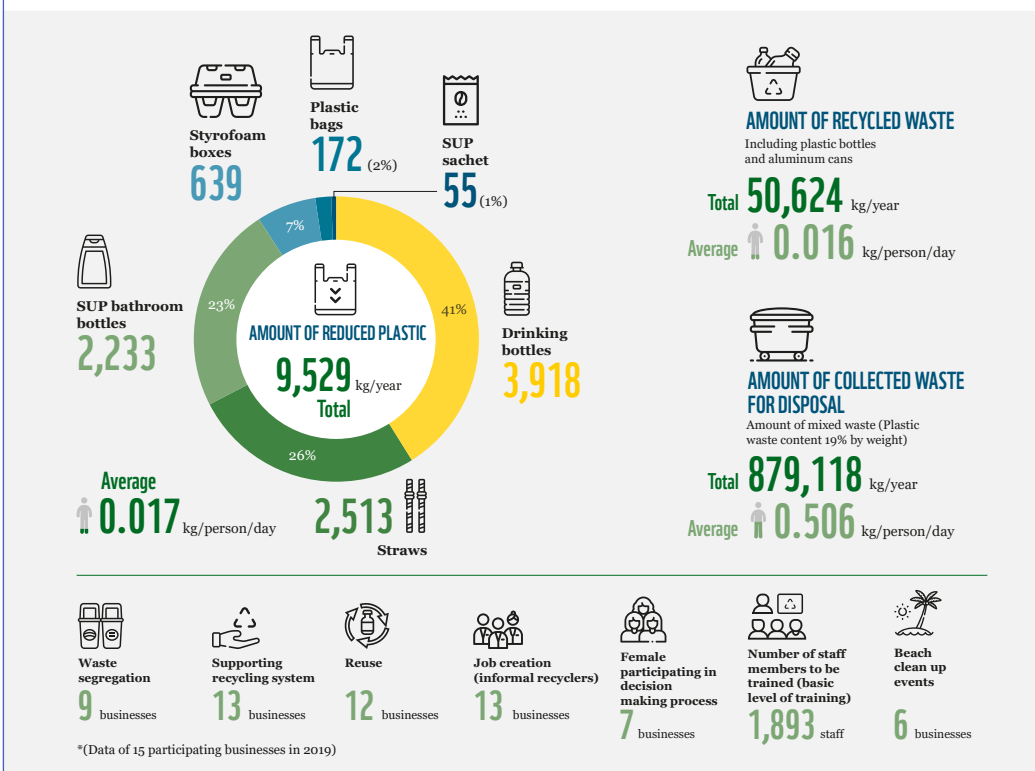 Styrofoam
boxes
639
Plastic
bags
172 (2%)
SUP
sachet
55 (1%)
7%
SUP bathroom
bottles
2,233
23%
41%
Drinking
bottles
3,918
AMOUNT OF REDUCED PLASTIC
9,529 kg/year
Total
26%
Average
0.017 kg/person/day
2,513
Straws
AMOUNT OF RECYCLED WASTE
Including plastic bottles
and aluminum cans
Total 50,624 kg/year
Average 0.016 kg/person/day
AMOUNT OF COLLECTED WASTE
FOR DISPOSAL
Amount of mixed waste (Plastic
waste content 19% by weight)
Total 879,118 kg/year
Average 0.506 kg/person/day
Waste
segregation
9 businesses
Supporting
recycling system
13 businesses
Reuse
12 businesses
Job creation
(informal recyclers)
13 businesses
Female
participating in
decision
making process
7 businesses
Number of staff
members to be
trained (basic
level of training)
1,893 staff
Beach
clean up
events
6 businesses
*(Data of 15 participating businesses in 2019)